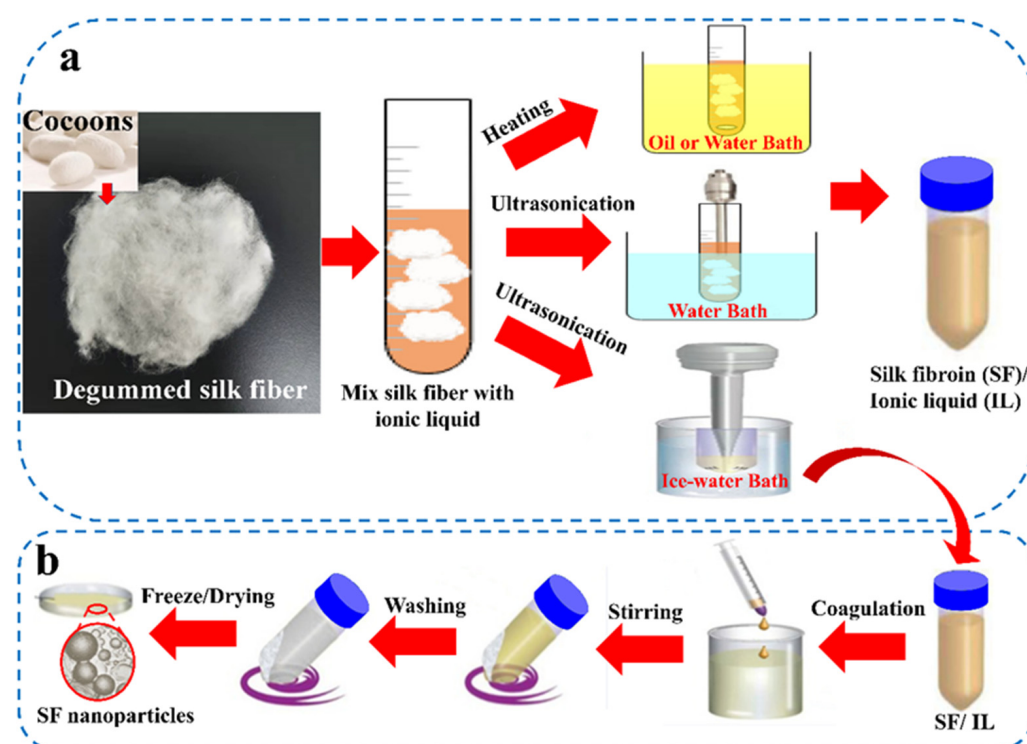 a
Cocoons
Degummed silk fiber
Mix silk fiber with
ionic liquid
Heating
Oil or Water Bath
Ultrasonication
Water Bath
Ultrasonication
Ice-water Bath
Silk fibroin (SF)/
Ionic liquid (IL)
b
Freeze/Drying
Washing
Stirring
Coagulation
SF nanoparticles
SF/ IL